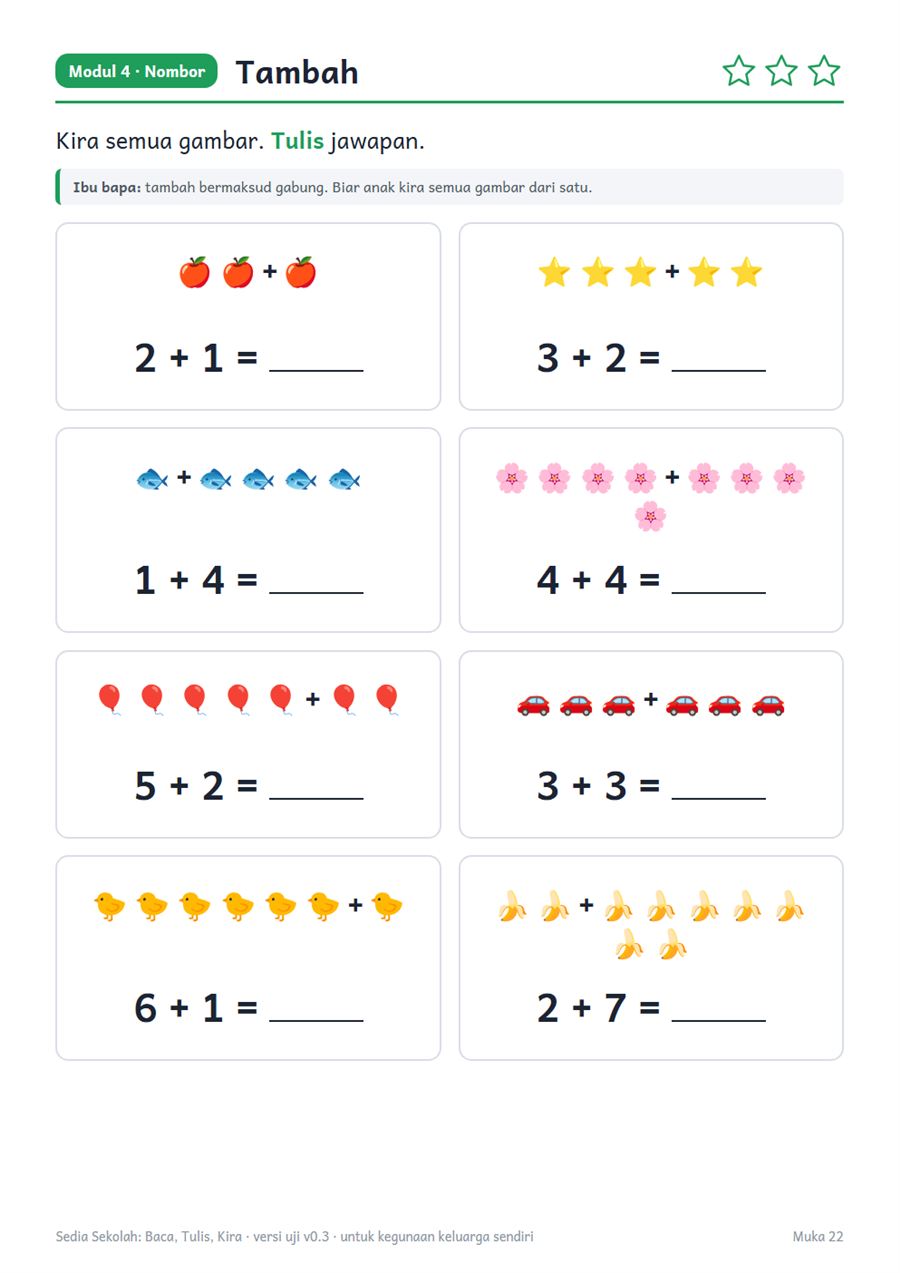 Modul 4 · Nombor
Tambah
Kira semua gambar. Tulis jawapan.
Ibu bapa: tambah bermaksud gabung. Biar anak kira semua gambar dari satu.
+
2 + 1 = ______
+
3 + 2 = ______
+
1 + 4 = ______
+
4 + 4 = ______
+
5 + 2 = ______
+
3 + 3 = ______
+
6 + 1 = ______
+
2 + 7 = ______
Sedia Sekolah: Baca, Tulis, Kira · versi uji v0.3 · untuk kegunaan keluarga sendiri
Muka 22